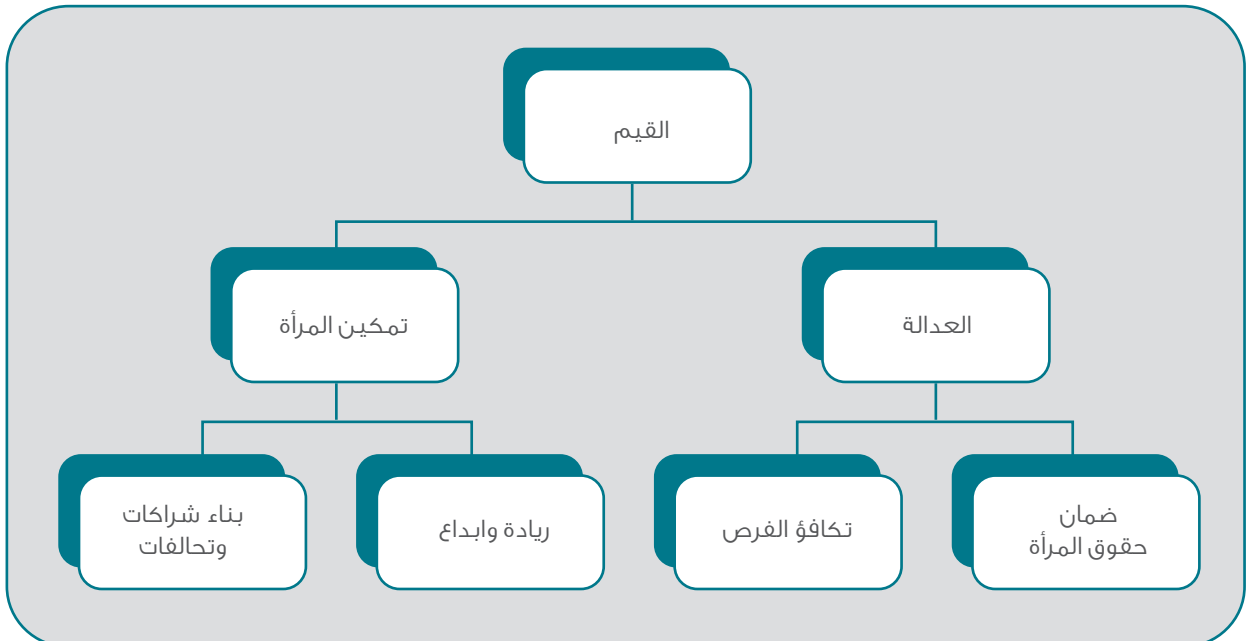 القيم
العدالة
تمكين المرأة
ضمان
حقوق المرأة
تكافؤ الفرص
ريادة وابداع
بناء شراكات
وتحالفات